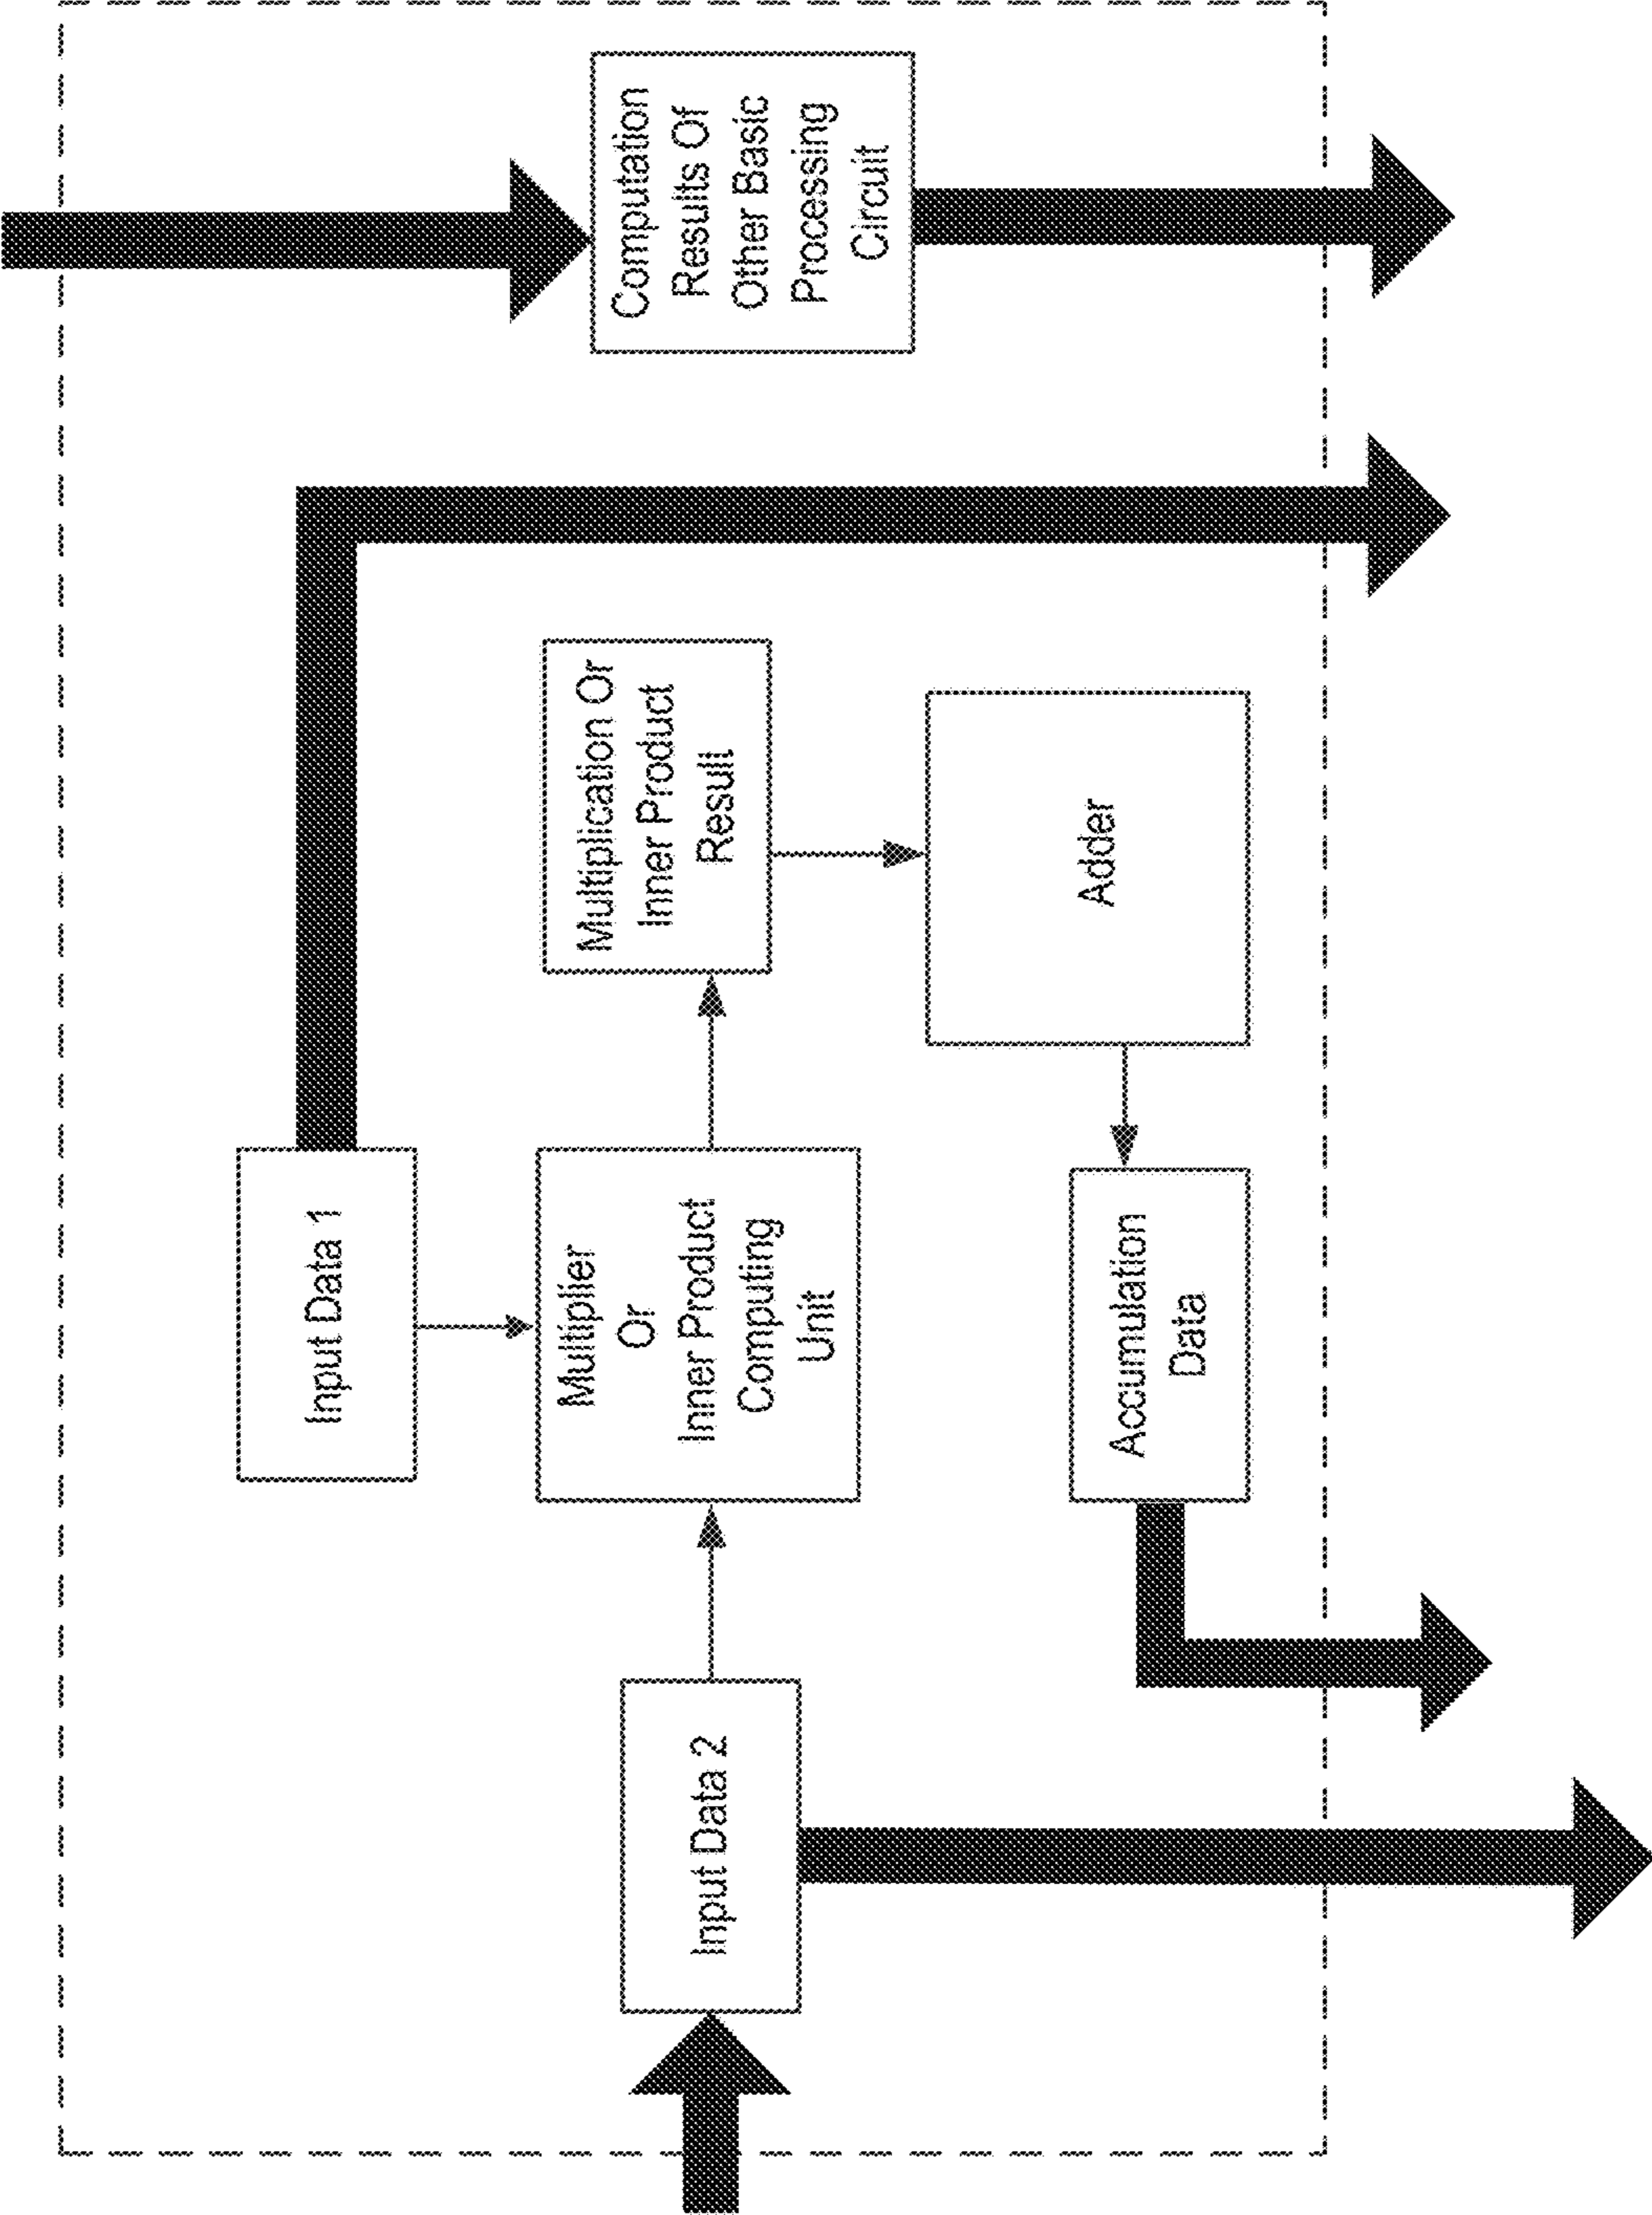 Input Data 1
Input Data 2
Multiplier
Or
Inner Product
Computing
Unit
Multiplication Or
Inner Product
Result
Computation
Results Of
Other Basic
Processing
Circuit
Accumulation
Data
Adder